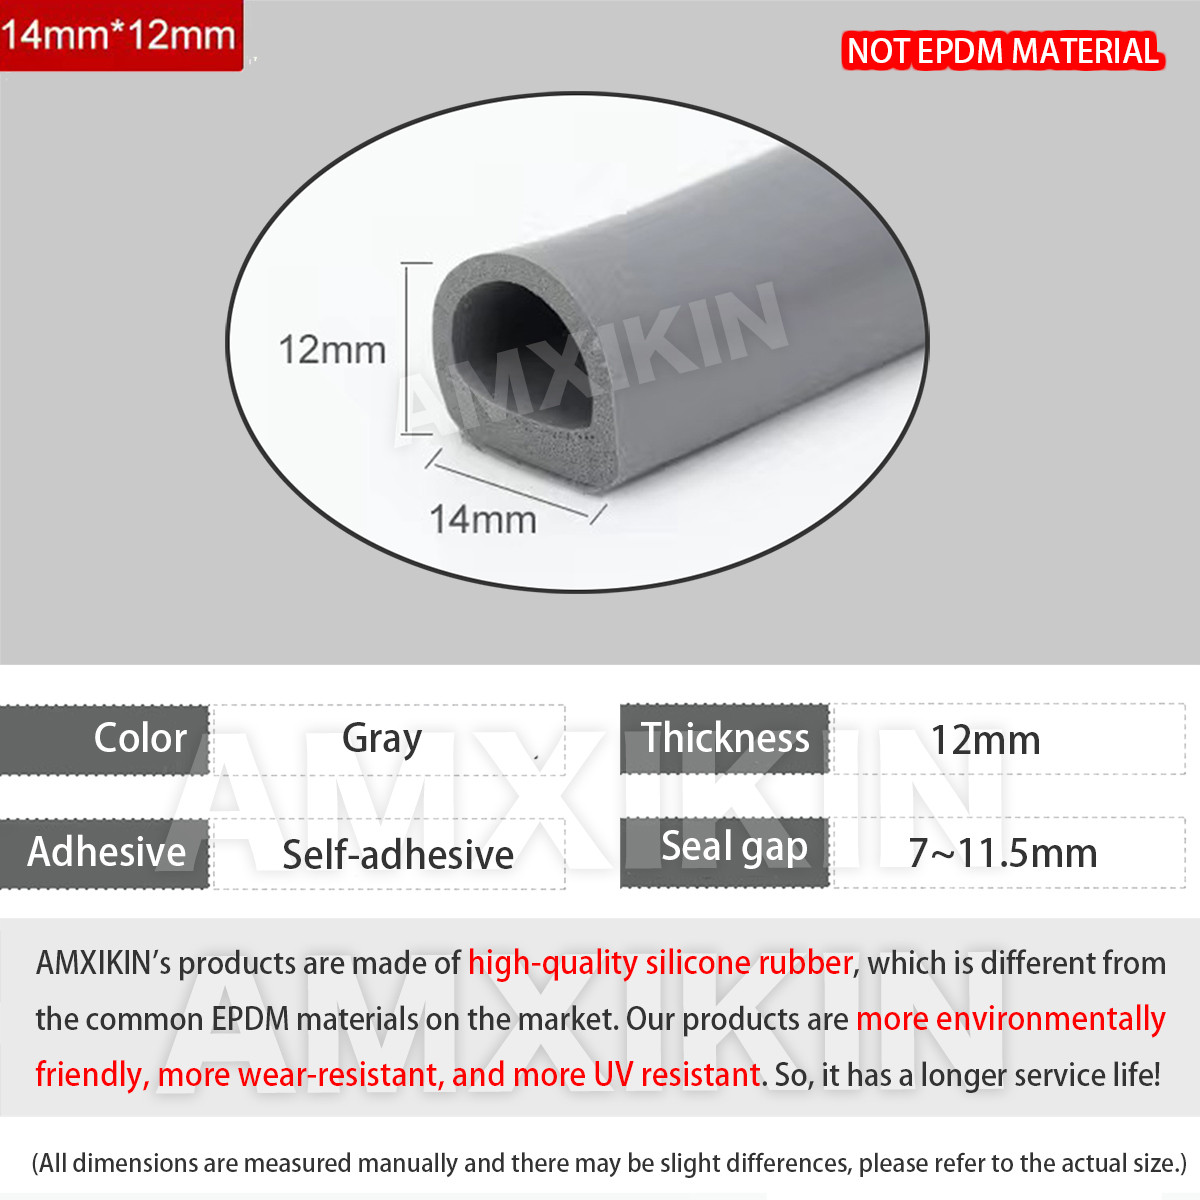 14mm*12mm
NOT EPDM MATERIAL
12mm
AMXIKIN
14mm
Color Gray Thickness 12mm
Adhesive Self-adhesive Seal gap 7~11.5mm
AMXIKIN
AMXIKIN’s products are made of high-quality silicone rubber, which is different from
the common EPDM materials on the market. Our products are more environmentally
friendly, more wear-resistant, and more UV resistant. So, it has a longer service life!
AMXIKIN
(All dimensions are measured manually and there may be slight differences, please refer to the actual size.)